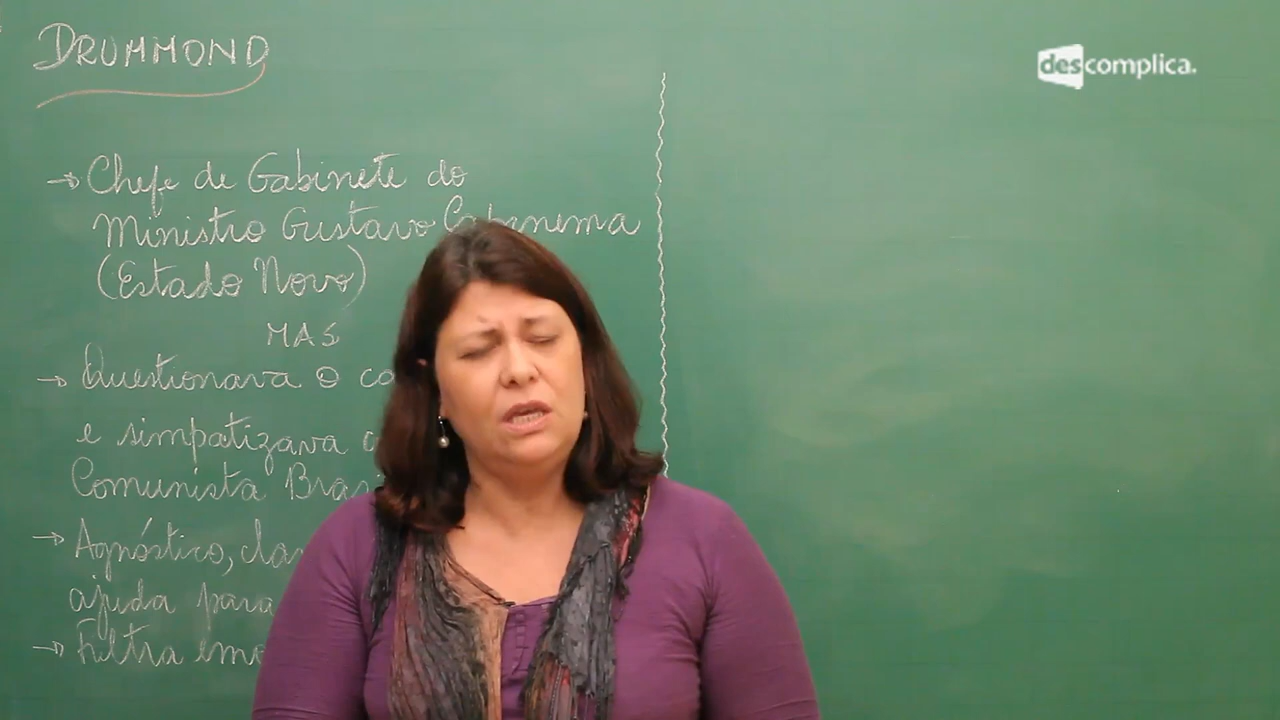 DRUMMOND
descomplica.
→ Chefe de Gabinete do
Ministro Gustavo Capanema
(Estado Novo)
MAS
→ Questionava o
e simpatizava
Comunista
→ Agnóstico,
ajuda para
→ Filtra